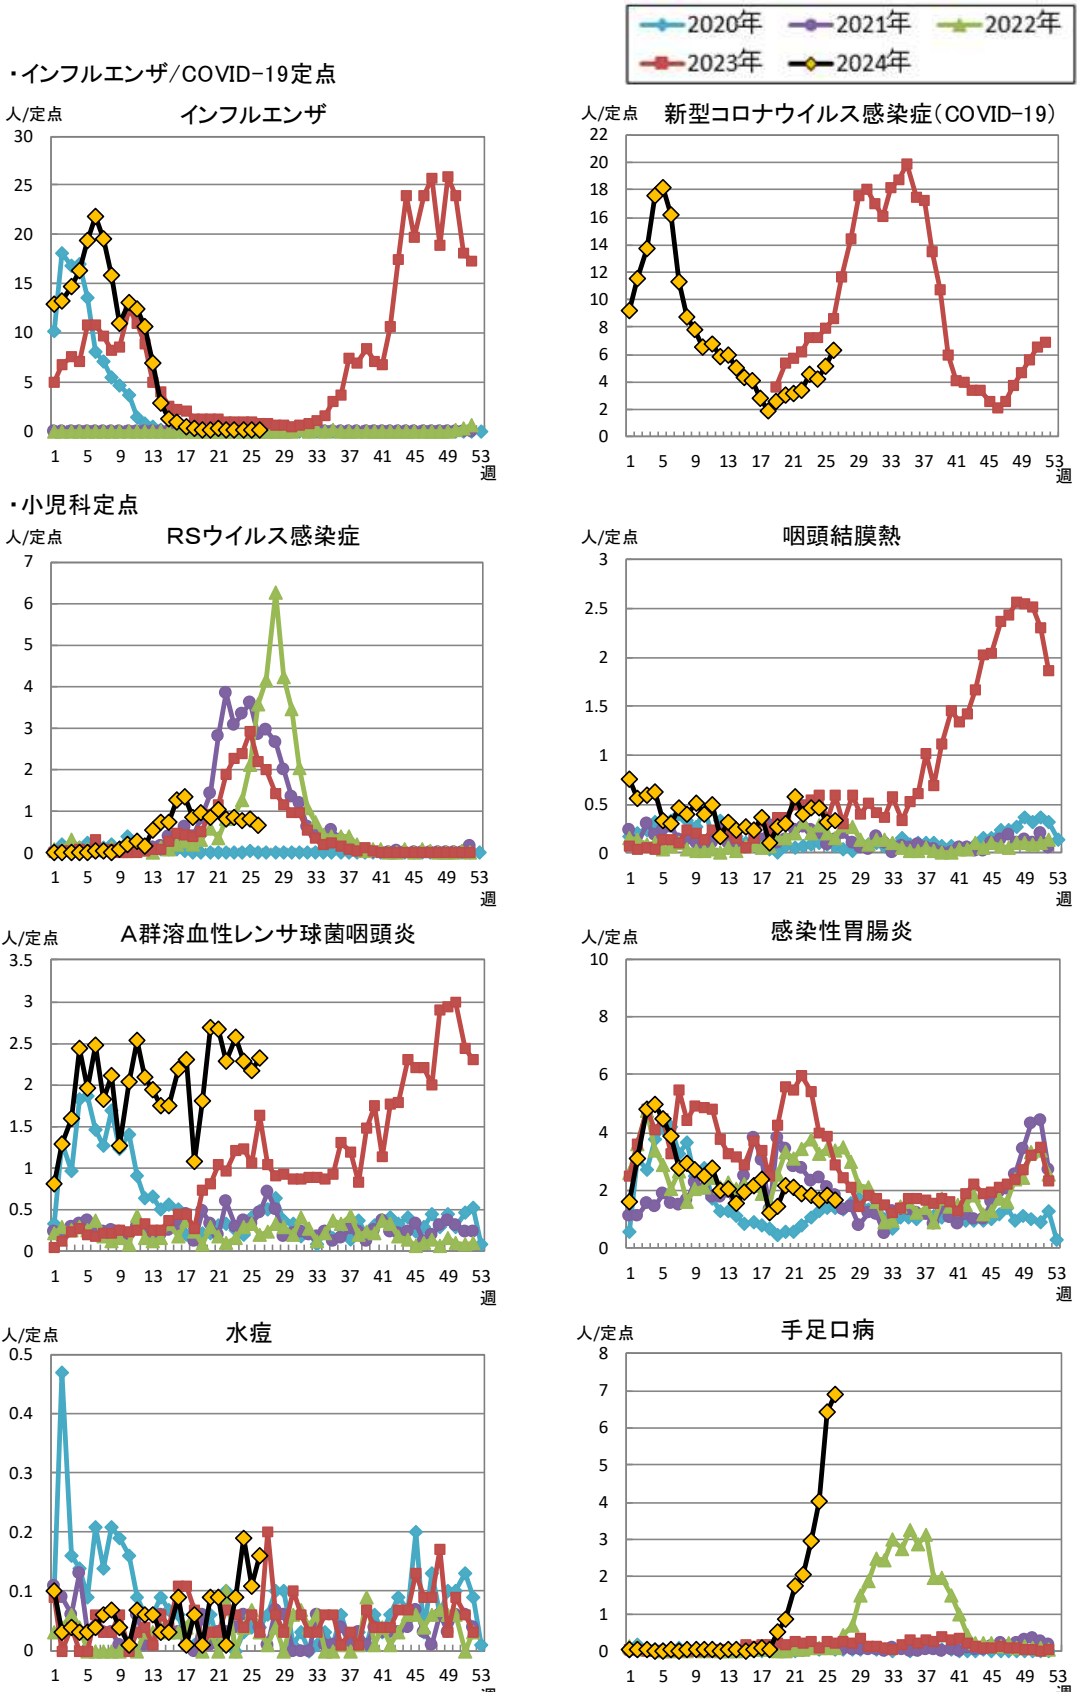 2020年 2021年 2022年
2023年 2024年
・インフルエンザ/COVID-19定点
人/定点 インフルエンザ
30
25
20
15
10
5
0
1 5 9 13 17 21 25 29 33 37 41 45 49 53
週
人/定点 新型コロナウイルス感染症(COVID-19)
22
20
18
16
14
12
10
8
6
4
2
0
1 5 9 13 17 21 25 29 33 37 41 45 49 53
週
・小児科定点
人/定点 RSウイルス感染症
7
6
5
4
3
2
1
0
1 5 9 13 17 21 25 29 33 37 41 45 49 53
週
人/定点 咽頭結膜熱
3
2.5
2
1.5
1
0.5
0
1 5 9 13 17 21 25 29 33 37 41 45 49 53
週
人/定点 A群溶血性レンサ球菌咽頭炎
3.5
3
2.5
2
1.5
1
0.5
0
1 5 9 13 17 21 25 29 33 37 41 45 49 53
週
人/定点 感染性胃腸炎
10
8
6
4
2
0
1 5 9 13 17 21 25 29 33 37 41 45 49 53
週
人/定点 水痘
0.5
0.4
0.3
0.2
0.1
0
1 5 9 13 17 21 25 29 33 37 41 45 49 53
週
人/定点 手足口病
8
7
6
5
4
3
2
1
0
1 5 9 13 17 21 25 29 33 37 41 45 49 53
週